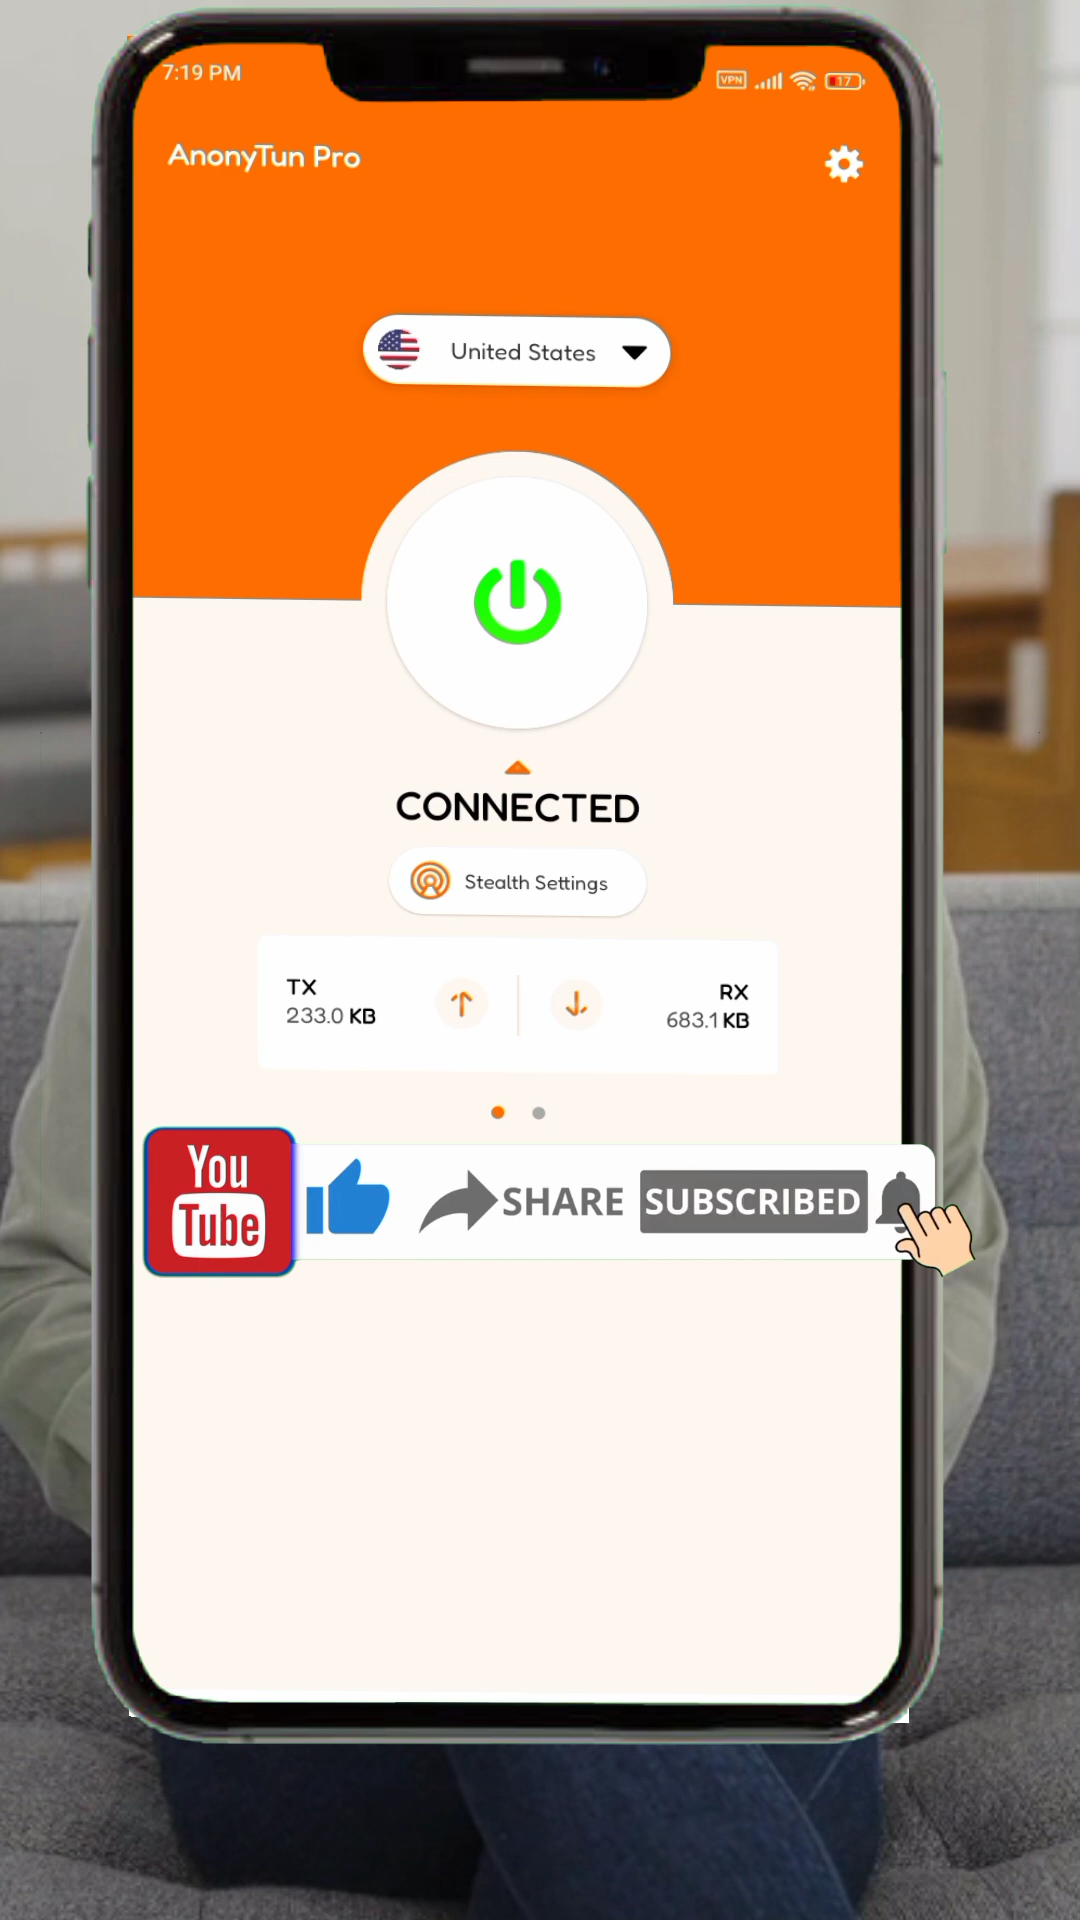 7:19 PM
VPN
17
AnonyTun Pro
United States
CONNECTED
Stealth Settings
TX
233.0 KB
RX
683.1 KB
You
Tube
SHARE
SUBSCRIBED